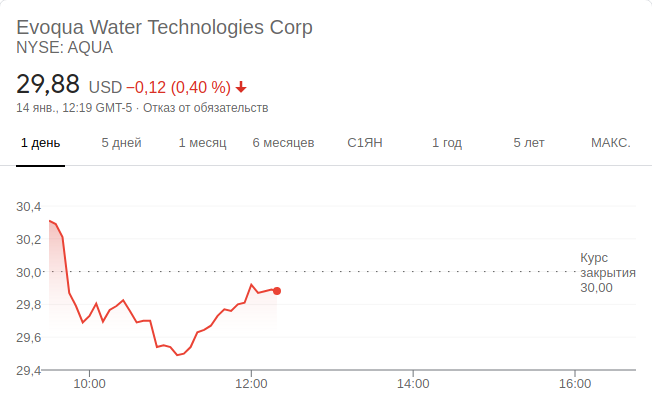 Evoqua Water Technologies Corp
NYSE: AQUA
29,88 USD −0,12 (0,40 %)
14 янв., 12:19 GMT-5 · Отказ от обязательств
1 день 5 дней 1 месяц 6 месяцев С1ЯН 1 год 5 лет МАКС.
30,4
30,2
30,0
29,8
29,6
29,4
Курс
закрытия
30,00
10:00 12:00 14:00 16:00